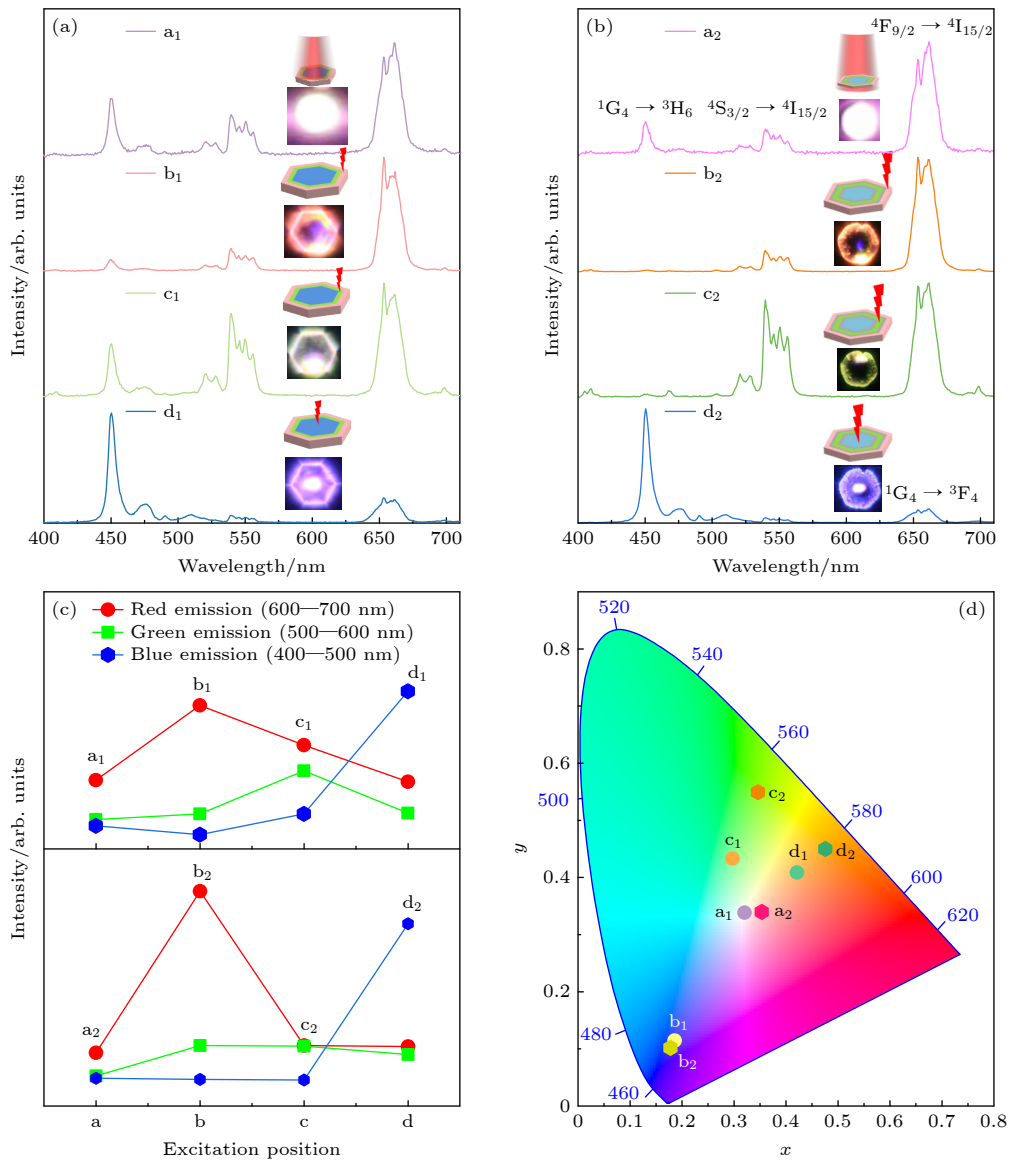 (a)
a₁
b₁
c₁
d₁
Intensity/arb. units
400 450 500 550 600 650 700
Wavelength/nm
(b)
a₂
⁴F₉/₂ → ⁴I₁₅/₂
¹G₄ → ³H₆ ⁴S₃/₂ → ⁴I₁₅/₂
b₂
c₂
d₂
¹G₄ → ³F₄
Intensity/arb. units
400 450 500 550 600 650 700
Wavelength/nm
(c)
Red emission (600—700 nm)
Green emission (500—600 nm)
Blue emission (400—500 nm)
a₁
b₁
c₁
d₁
a₂
b₂
c₂
d₂
Intensity/arb. units
a b c d
Excitation position
(d)
520
540
560
580
600
620
500
480
460
c₂
c₁
d₁
d₂
a₁
a₂
b₁
b₂
0.8
0.6
0.4
0.2
0
y
0 0.1 0.2 0.3 0.4 0.5 0.6 0.7 0.8
x